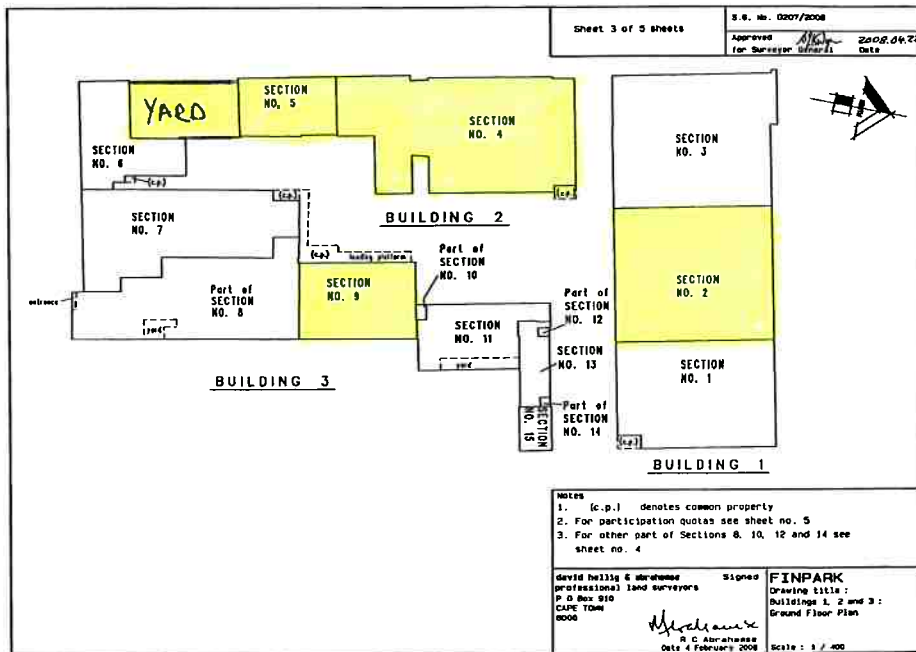 Sheet 3 of 5 sheets
S.G. No. D207/2008
Approved
for Surveyor General
2008.04.22
Date
YARD
SECTION
NO. 5
SECTION
NO. 4
SECTION
NO. 6
(c.p.)
(c.p.)
(c.p.)
BUILDING 2
SECTION
NO. 3
SECTION
NO. 7
(c.p.)
loading platform
Part of
SECTION
NO. 10
entrance
Part of
SECTION
NO. 8
yard
SECTION
NO. 9
SECTION
NO. 11
yard
Part of
SECTION
NO. 12
SECTION
NO. 13
Part of
SECTION
NO. 14
SECTION
NO. 15
BUILDING 3
SECTION
NO. 2
SECTION
NO. 1
(c.p.)
BUILDING 1
Notes
1. (c.p.) denotes common property
2. For participation quotas see sheet no. 5
3. For other part of Sections 8, 10, 12 and 14 see
sheet no. 4
david hellig & abrahamse
professional land surveyors
P O Box 910
CAPE TOWN
8000
Signed
R C Abrahamse
Date 4 February 2008
FINPARK
Drawing title :
Buildings 1, 2 and 3 :
Ground Floor Plan
Scale : 1 / 400